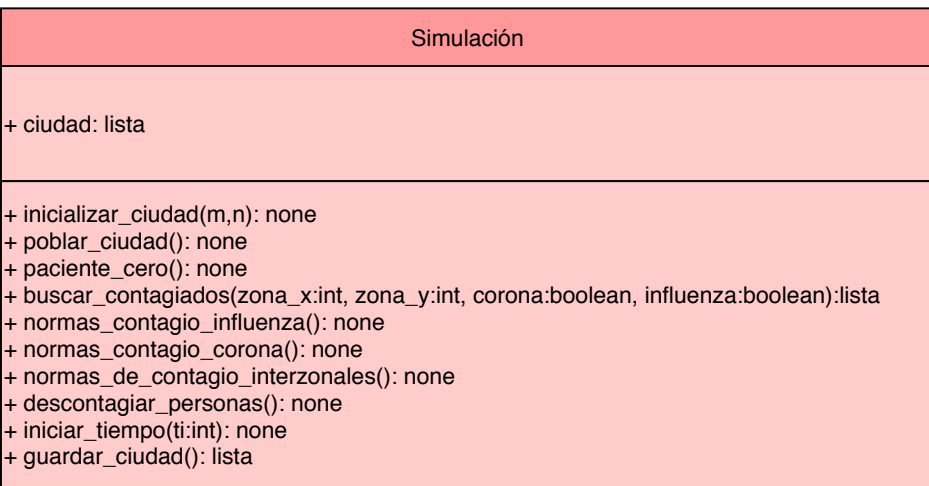 Simulación
+ ciudad: lista
+ inicializar_ciudad(m,n): none
+ poblar_ciudad(): none
+ paciente_cero(): none
+ buscar_contagiados(zona_x:int, zona_y:int, corona:boolean, influenza:boolean):lista
+ normas_contagio_influenza(): none
+ normas_contagio_corona(): none
+ normas_de_contagio_interzonales(): none
+ descontagiar_personas(): none
+ iniciar_tiempo(ti:int): none
+ guardar_ciudad(): lista